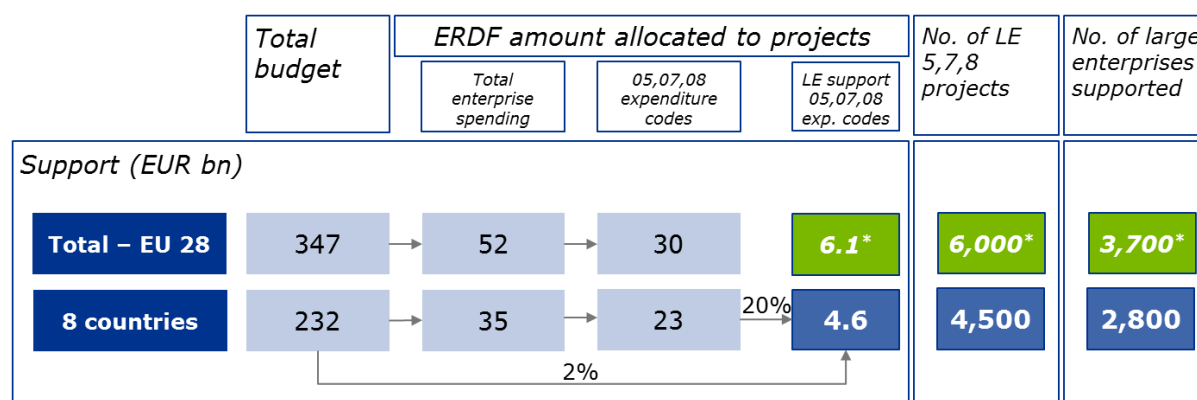 Total
budget
ERDF amount allocated to projects
No. of LE
5,7,8
projects
No. of large
enterprises
supported
Total
enterprise
spending
05,07,08
expenditure
codes
LE support
05,07,08
exp. codes
Support (EUR bn)
Total – EU 28
347
52
30
6.1*
6,000*
3,700*
8 countries
232
35
23
20%
4.6
4,500
2,800
2%